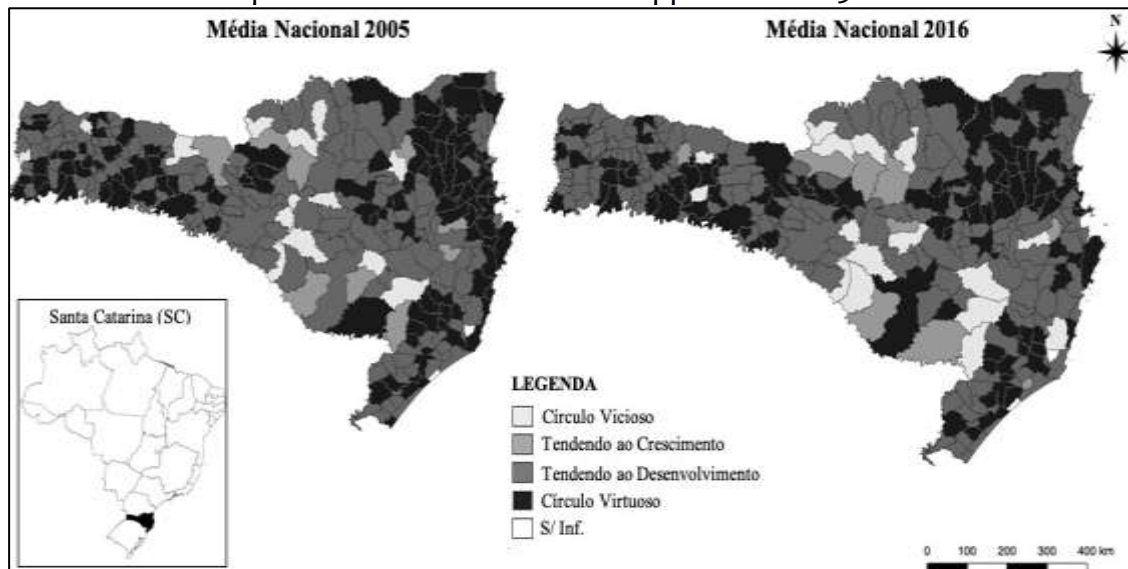 Média Nacional 2005
Média Nacional 2016
N
Santa Catarina (SC)
LEGENDA
Círculo Vicioso
Tendendo ao Crescimento
Tendendo ao Desenvolvimento
Círculo Virtuoso
S/ Inf.
0 100 200 300 400 km